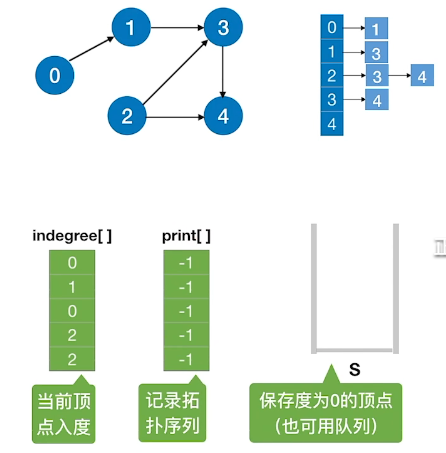 1
3
0
2
4
0 1
1 3
2 3 4
3 4
4
indegree[ ]
0
1
0
2
2
当前顶
点入度
print[ ]
-1
-1
-1
-1
-1
记录拓
扑序列
S
保存度为0的顶点
（也可用队列）